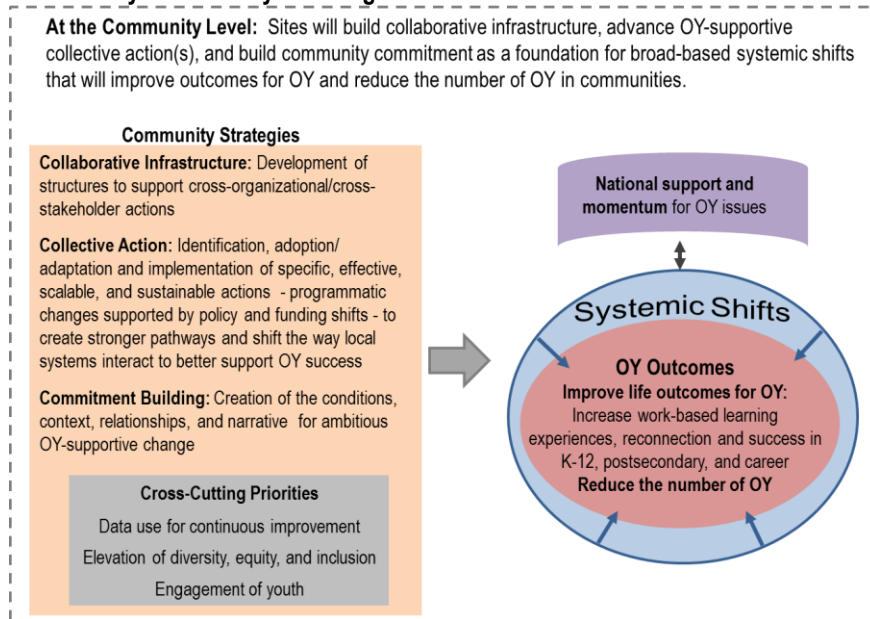 At the Community Level: Sites will build collaborative infrastructure, advance OY-supportive
collective action(s), and build community commitment as a foundation for broad-based systemic shifts
that will improve outcomes for OY and reduce the number of OY in communities.
Community Strategies
Collaborative Infrastructure: Development of
structures to support cross-organizational/cross-
stakeholder actions
Collective Action: Identification, adoption/
adaptation and implementation of specific, effective,
scalable, and sustainable actions - programmatic
changes supported by policy and funding shifts - to
create stronger pathways and shift the way local
systems interact to better support OY success
Commitment Building: Creation of the conditions,
context, relationships, and narrative for ambitious
OY-supportive change
Cross-Cutting Priorities
Data use for continuous improvement
Elevation of diversity, equity, and inclusion
Engagement of youth
National support and
momentum for OY issues
Systemic Shifts
OY Outcomes
Improve life outcomes for OY:
Increase work-based learning
experiences, reconnection and success in
K-12, postsecondary, and career
Reduce the number of OY